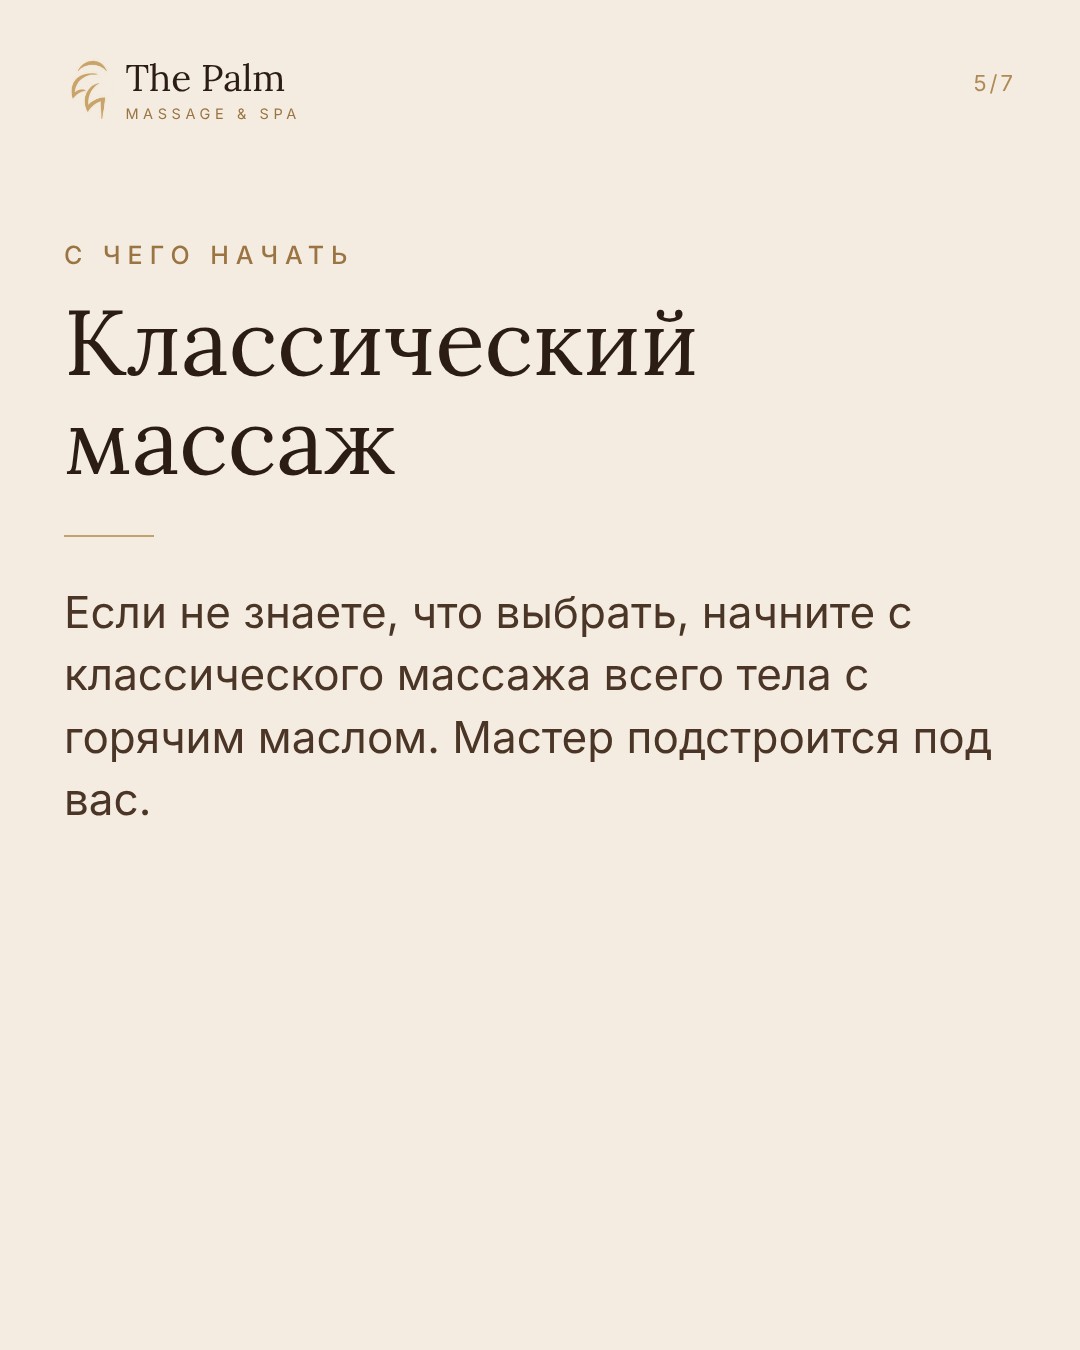 The Palm
MASSAGE & SPA
5/7
С ЧЕГО НАЧАТЬ
Классический
массаж
Если не знаете, что выбрать, начните с
классического массажа всего тела с
горячим маслом. Мастер подстроится под
вас.